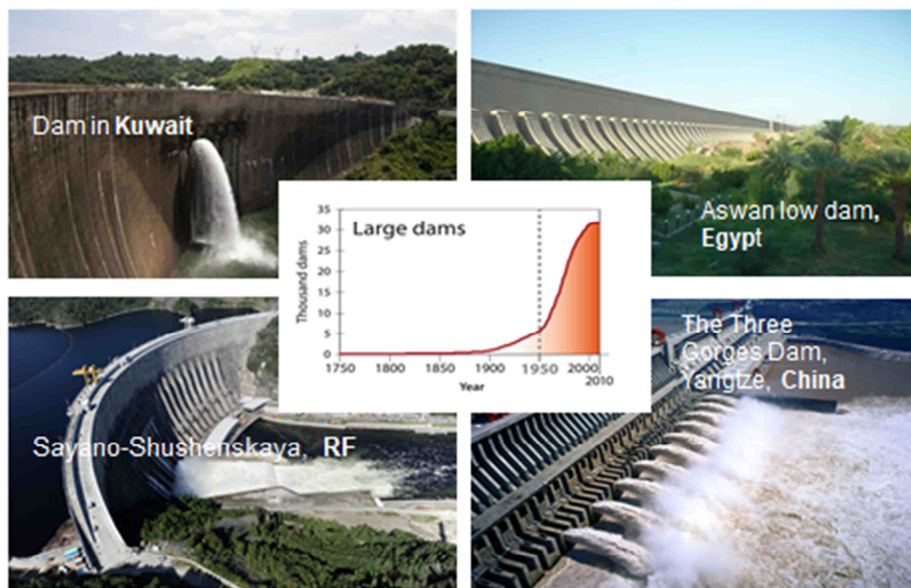 Dam in Kuwait
Aswan low dam,
Egypt
Large dams
Thousand dams
35
30
25
20
15
10
5
0
1750 1800 1850 1900 1950 2000
2010
Year
Sayano-Shushenskaya, RF
The Three
Gorges Dam,
Yangtze, China